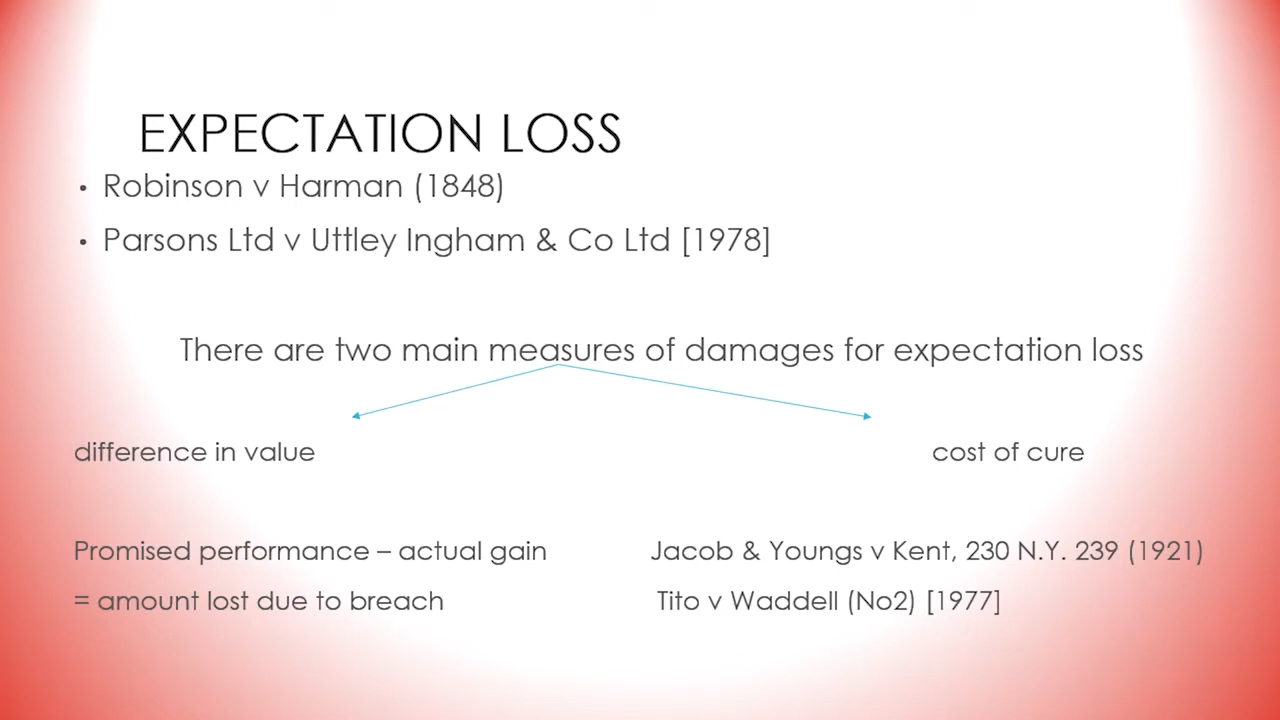 EXPECTATION LOSS
• Robinson v Harman (1848)
• Parsons Ltd v Uttley Ingham & Co Ltd [1978]
There are two main measures of damages for expectation loss
difference in value
cost of cure
Promised performance – actual gain
= amount lost due to breach
Jacob & Youngs v Kent, 230 N.Y. 239 (1921)
Tito v Waddell (No2) [1977]